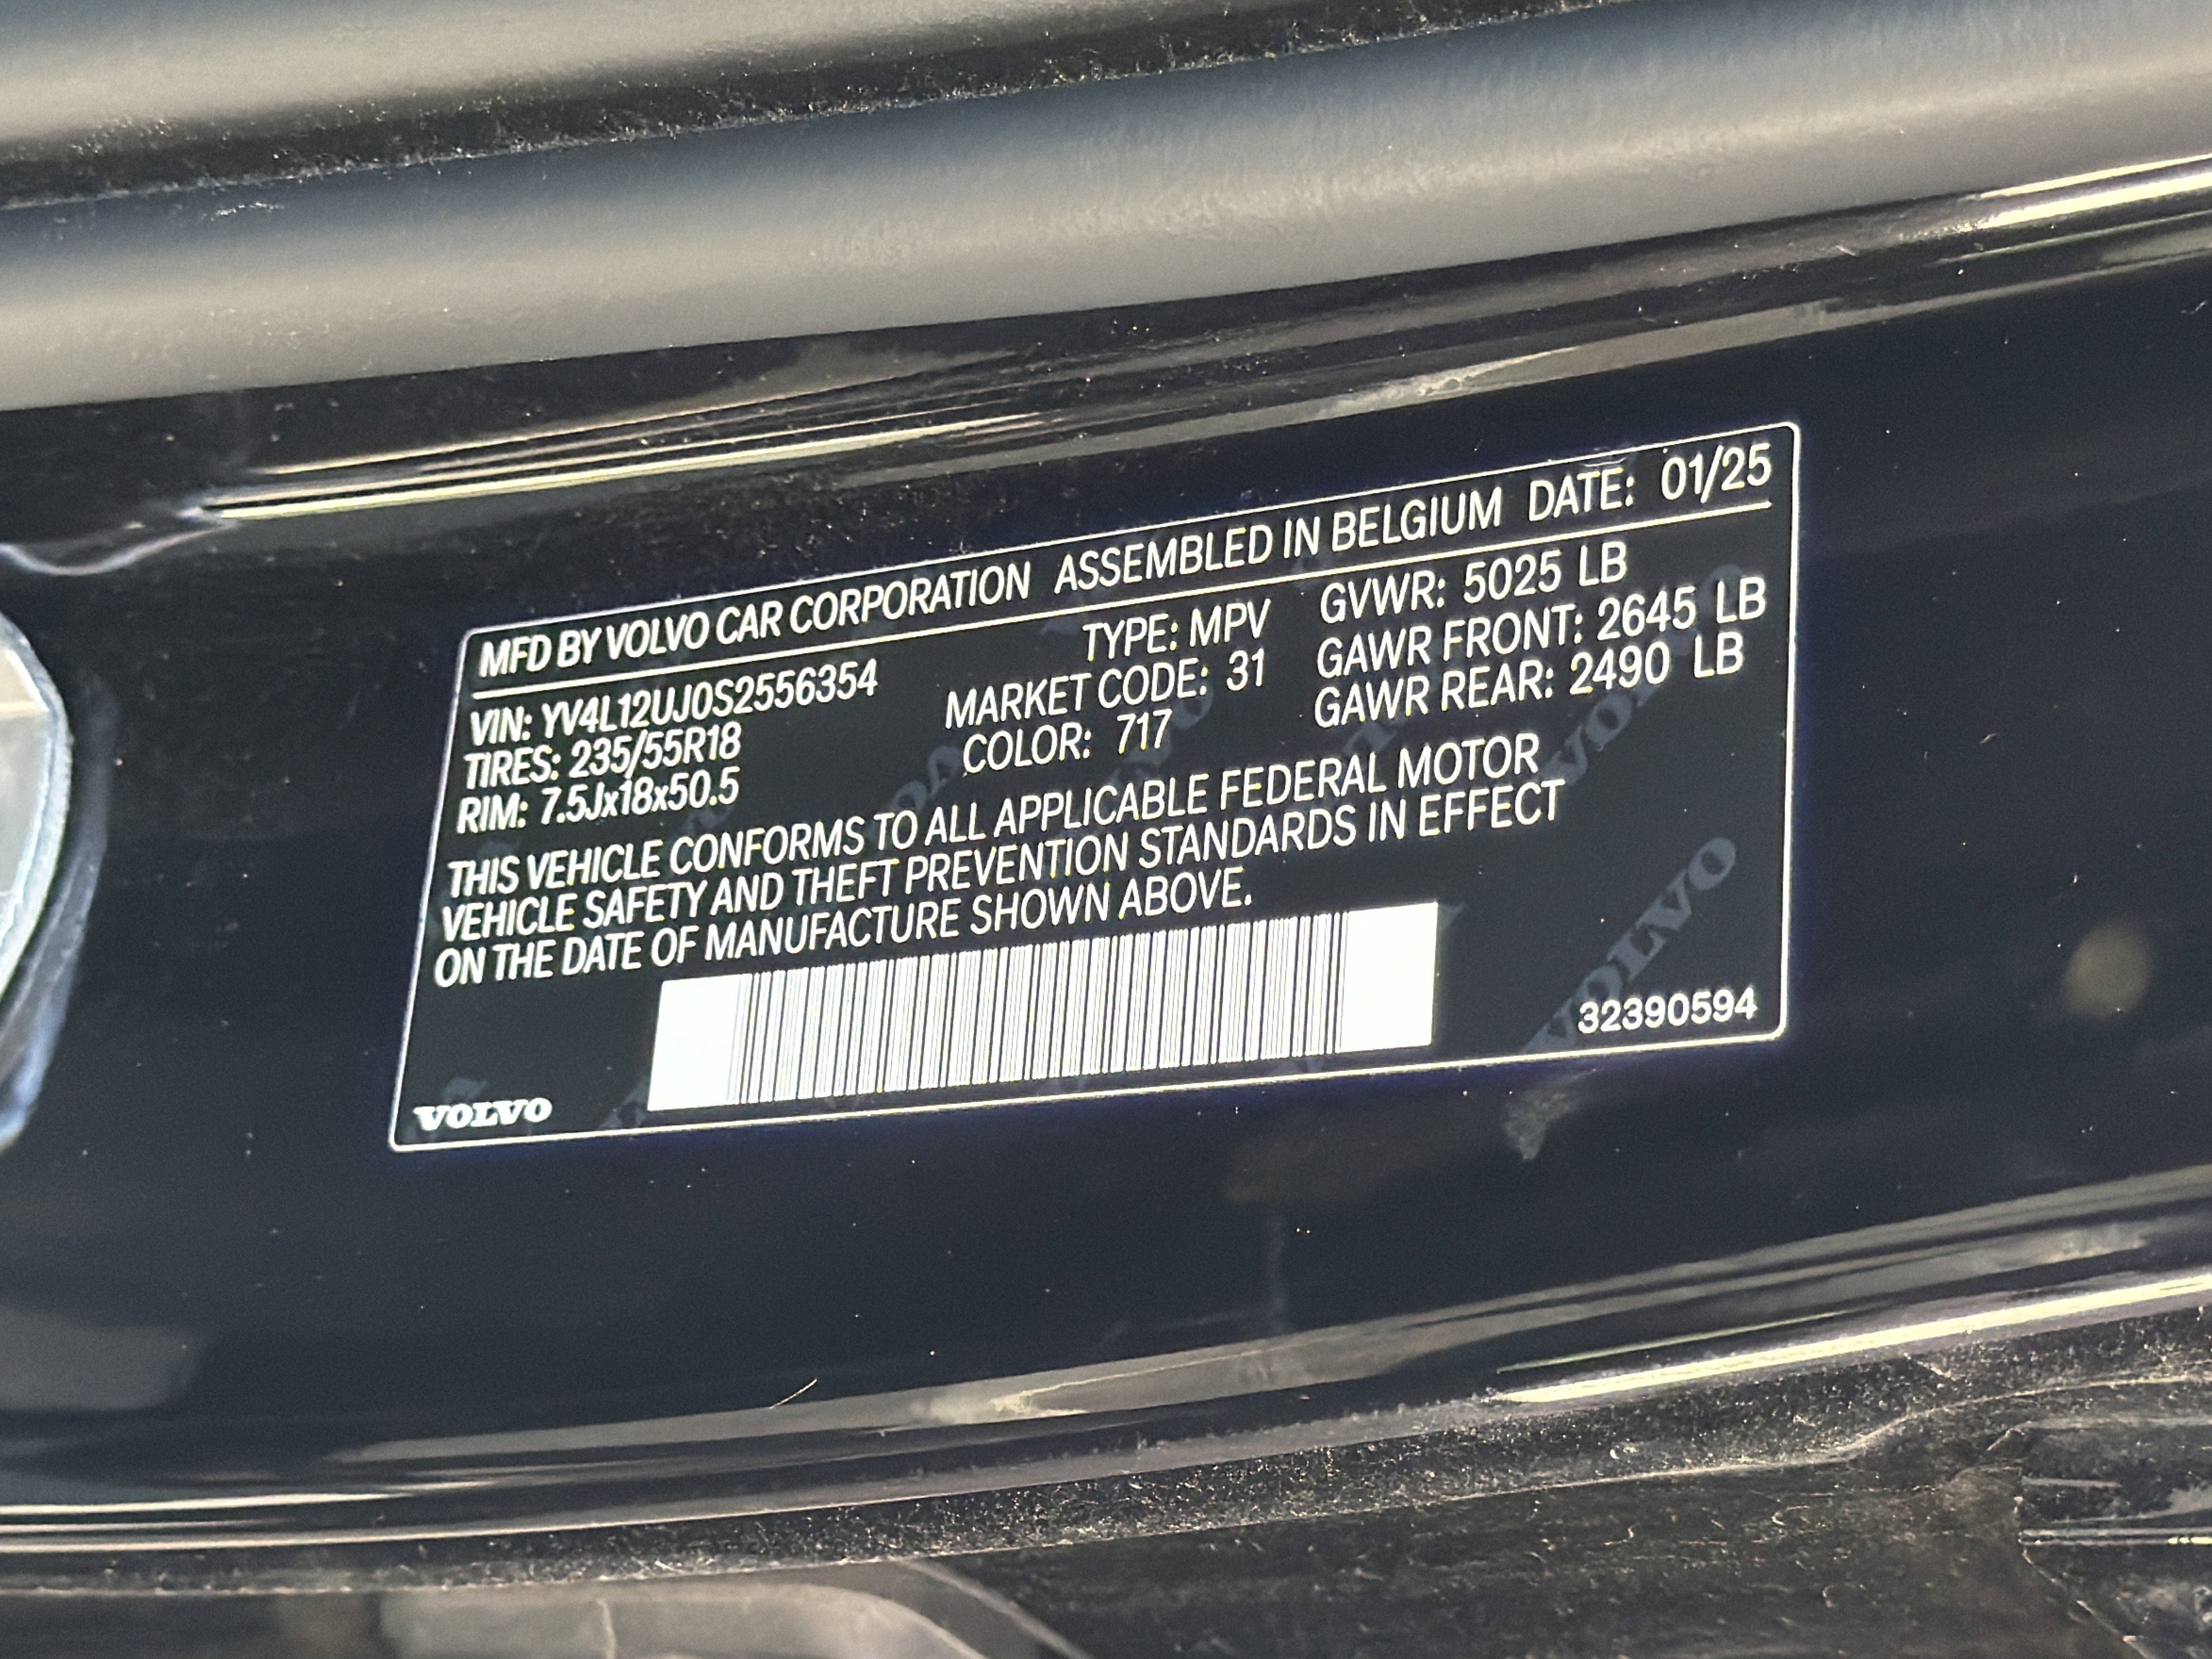 MFD BY VOLVO CAR CORPORATION ASSEMBLED IN BELGIUM DATE: 01/25
VIN: YV4L12UJ0S2556354 TYPE: MPV GVWR: 5025 LB
TIRES: 235/55R18 MARKET CODE: 31 GAWR FRONT: 2645 LB
RIM: 7.5Jx18x50.5 COLOR: 717 GAWR REAR: 2490 LB
THIS VEHICLE CONFORMS TO ALL APPLICABLE FEDERAL MOTOR
VEHICLE SAFETY AND THEFT PREVENTION STANDARDS IN EFFECT
ON THE DATE OF MANUFACTURE SHOWN ABOVE.
VOLVO
32390594
VOLVO